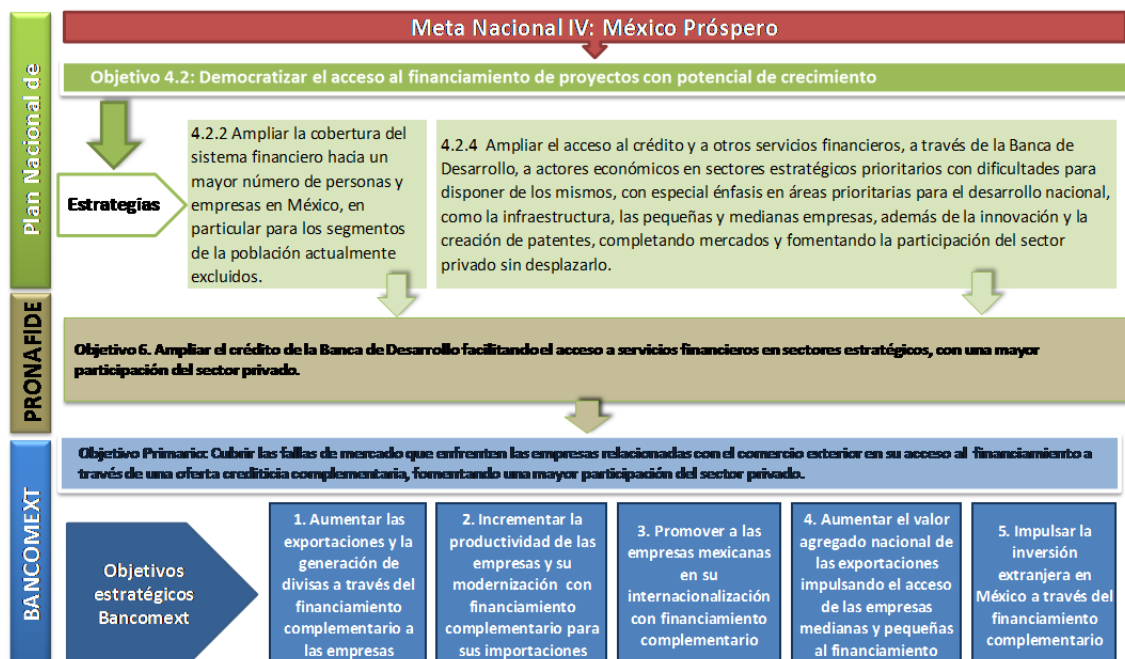 Meta Nacional IV: México Próspero
Plan Nacional de
Objetivo 4.2: Democratizar el acceso al financiamiento de proyectos con potencial de crecimiento
Estrategias
4.2.2 Ampliar la cobertura del
sistema financiero hacia un
mayor número de personas y
empresas en México, en
particular para los segmentos
de la población actualmente
excluidos.
4.2.4 Ampliar el acceso al crédito y a otros servicios financieros, a través de la Banca de
Desarrollo, a actores económicos en sectores estratégicos prioritarios con dificultades para
disponer de los mismos, con especial énfasis en áreas prioritarias para el desarrollo nacional,
como la infraestructura, las pequeñas y medianas empresas, además de la innovación y la
creación de patentes, completando mercados y fomentando la participación del sector
privado sin desplazarlo.
PRONAFIDE
Objetivo 6. Ampliar el crédito de la Banca de Desarrollo facilitando el acceso a servicios financieros en sectores estratégicos, con una mayor
participación del sector privado.
BANCOMEXT
Objetivo Primario: Cubrir las fallas de mercado que enfrenten las empresas relacionadas con el comercio exterior en su acceso al financiamiento a
través de una oferta crediticia complementaria, fomentando una mayor participación del sector privado.
Objetivos
estratégicos
Bancomext
1. Aumentar las
exportaciones y la
generación de
divisas a través del
financiamiento
complementario a
las empresas
2. Incrementar la
productividad de las
empresas y su
modernización con
financiamiento
complementario para
sus importaciones
3. Promover a las
empresas mexicanas
en su
internacionalización
con financiamiento
complementario
4. Aumentar el valor
agregado nacional de
las exportaciones
impulsando el acceso
de las empresas
medianas y pequeñas
al financiamiento
5. Impulsar la
inversión
extranjera en
México a través del
financiamiento
complementario